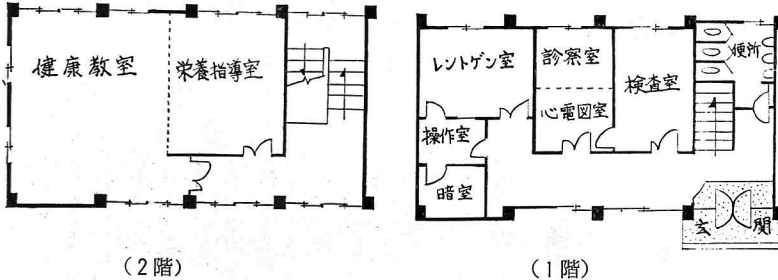 健康教室
栄養指導室
(2階)
レントゲン室
診察室
心電図室
検査室
便所
操作室
暗室
玄関
(1階)